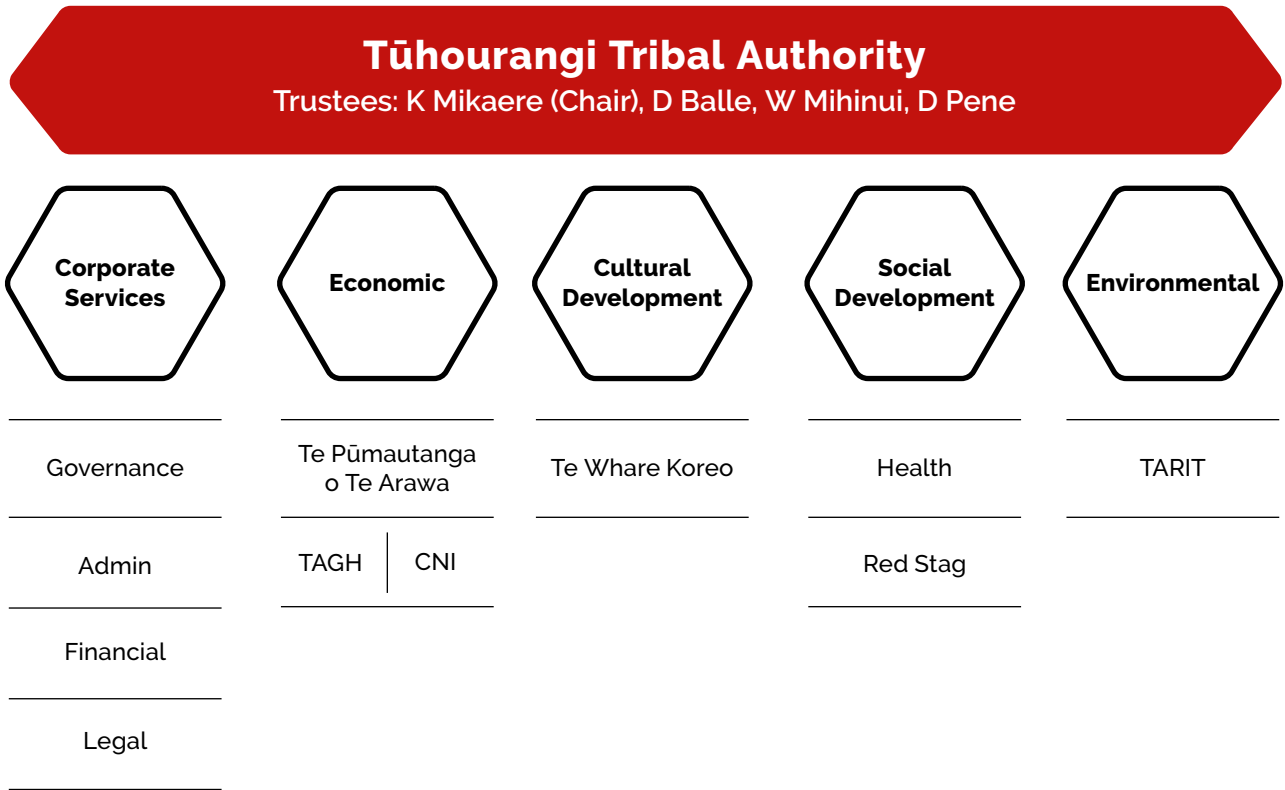 Tūhourangi Tribal Authority
Trustees: K Mikaere (Chair), D Balle, W Mihinui, D Pene
Corporate
Services
Economic
Cultural
Development
Social
Development
Environmental
Governance
Admin
Financial
Legal
Te Pūmautanga
o Te Arawa
TAGH
CNI
Te Whare Koreo
Health
Red Stag
TARIT